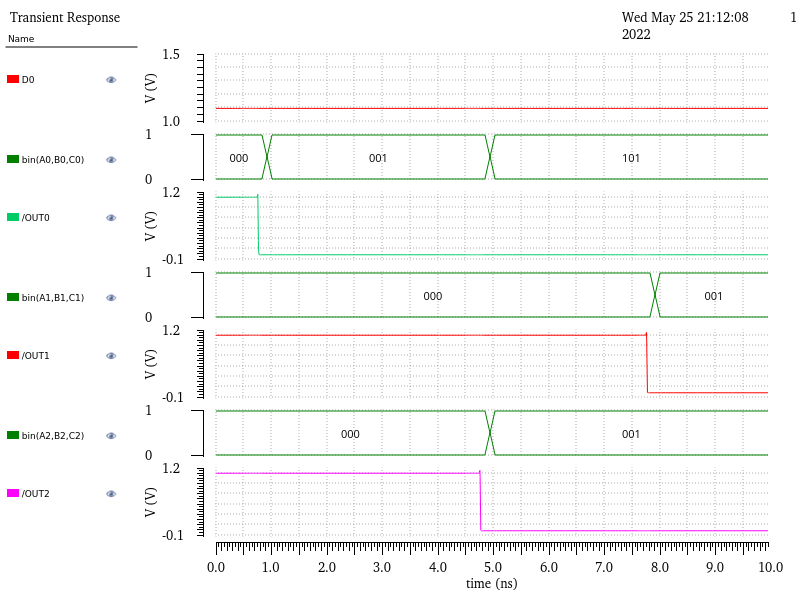 Transient Response
Wed May 25 21:12:08 1
2022
Name
D0
V (V)
1.5
1.0
bin(A0,B0,C0)
1
0
000
001
101
/OUT0
V (V)
1.2
-0.1
bin(A1,B1,C1)
1
0
000
001
/OUT1
V (V)
1.2
-0.1
bin(A2,B2,C2)
1
0
000
001
/OUT2
V (V)
1.2
-0.1
0.0 1.0 2.0 3.0 4.0 5.0 6.0 7.0 8.0 9.0 10.0
time (ns)